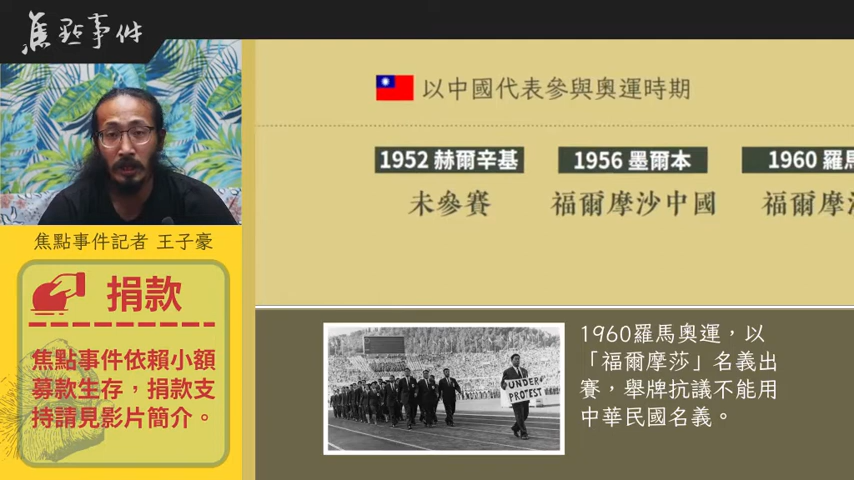 焦點事件
以中國代表參與奧運時期
1952 赫爾辛基
未參賽
1956 墨爾本
福爾摩沙中國
1960 羅馬
福爾摩沙
焦點事件記者 王子豪
捐款
焦點事件依賴小額
募款生存，捐款支
持請見影片簡介。
UNDER
PROTEST
1960羅馬奧運，以
「福爾摩莎」名義出
賽，舉牌抗議不能用
中華民國名義。